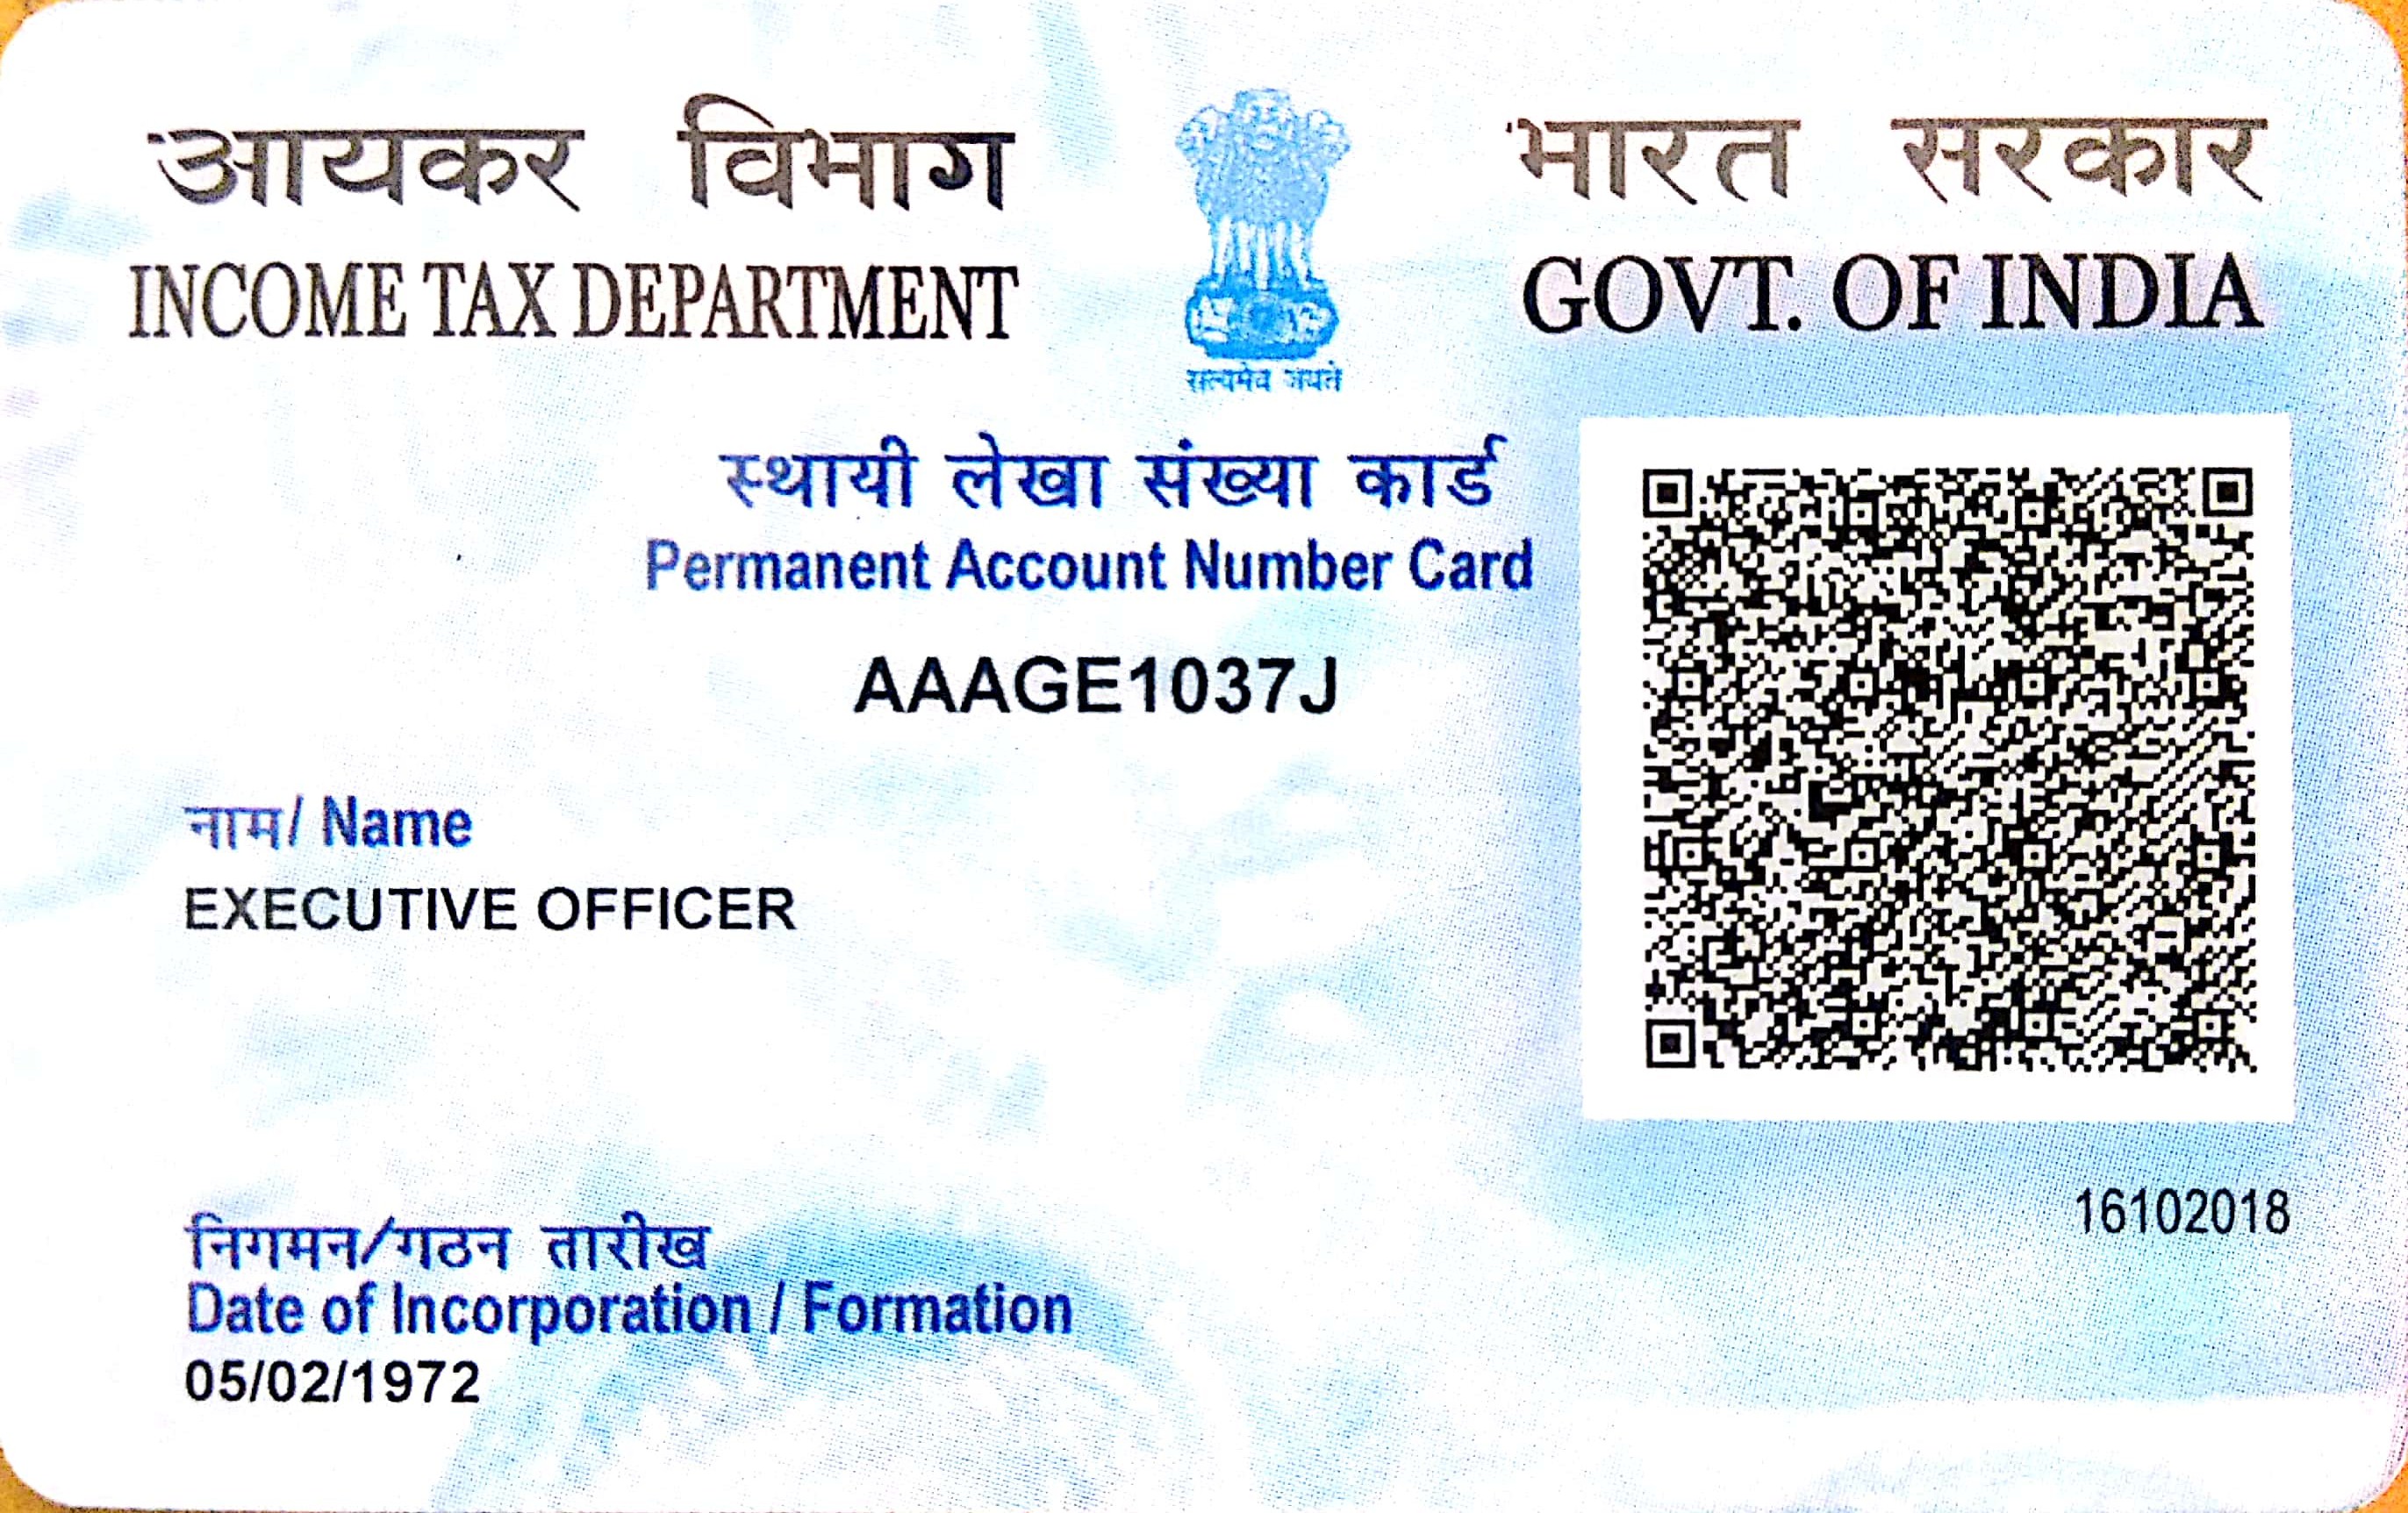 आयकर विभाग
INCOME TAX DEPARTMENT
सत्यमेव जयते
भारत सरकार
GOVT. OF INDIA
स्थायी लेखा संख्या कार्ड
Permanent Account Number Card
AAAGE1037J
नाम/ Name
EXECUTIVE OFFICER
16102018
निगमन/गठन तारीख
Date of Incorporation / Formation
05/02/1972